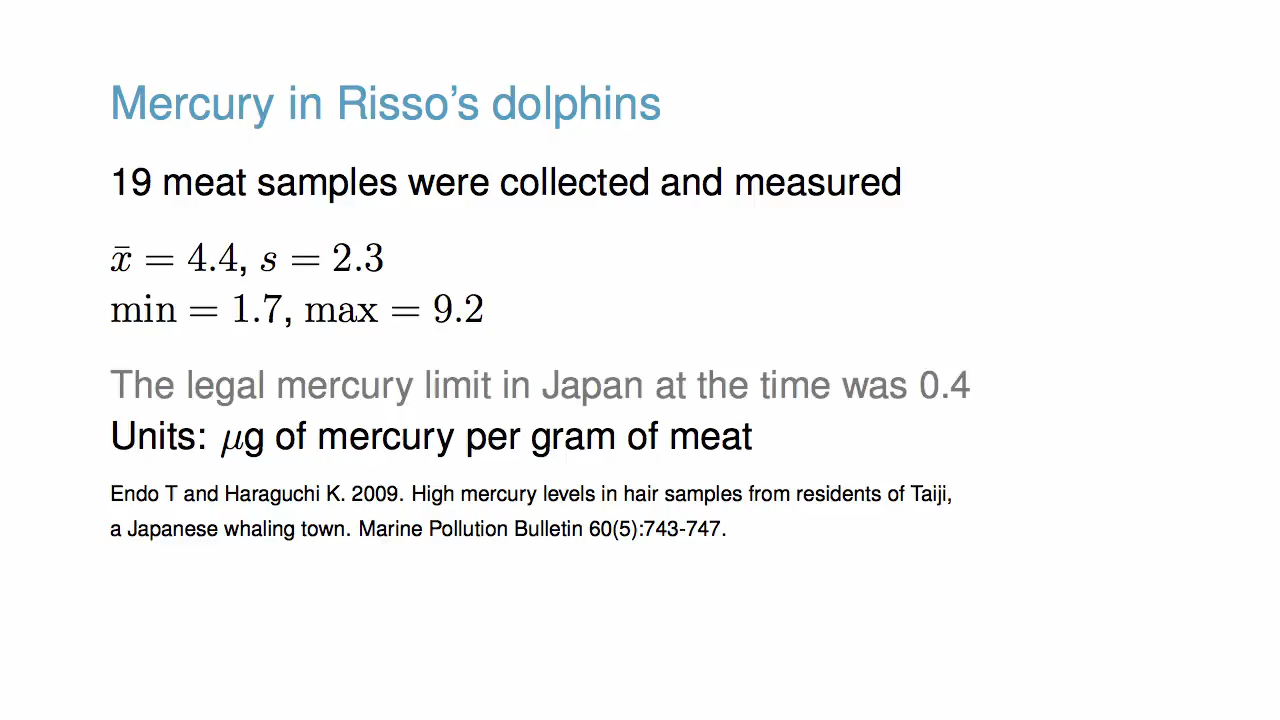 Mercury in Risso's dolphins
19 meat samples were collected and measured
x̄ = 4.4, s = 2.3
min = 1.7, max = 9.2
The legal mercury limit in Japan at the time was 0.4
Units: μg of mercury per gram of meat
Endo T and Haraguchi K. 2009. High mercury levels in hair samples from residents of Taiji,
a Japanese whaling town. Marine Pollution Bulletin 60(5):743-747.